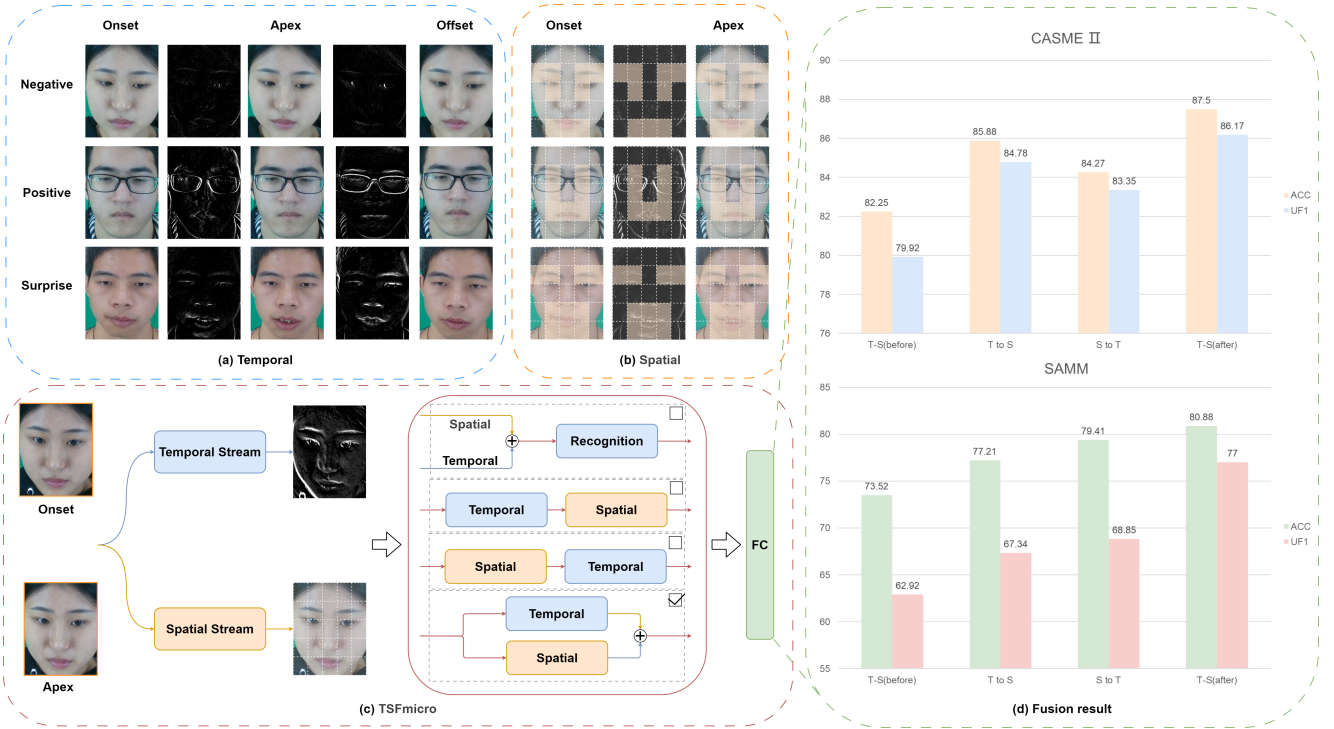 Onset Apex Offset
Negative
Positive
Surprise
(a) Temporal
Onset Apex
(b) Spatial
Onset
Apex
Temporal Stream
Spatial Stream
Spatial
Temporal
Recognition
Temporal Spatial
Spatial Temporal
Temporal
Spatial
FC
(c) TSFmicro
CASME Ⅱ
90
88
86
84
82
80
78
76
82.25
79.92
85.88
84.78
84.27
83.35
87.5
86.17
T-S(before) T to S S to T T-S(after)
ACC
UF1
SAMM
85
80
75
70
65
60
55
73.52
62.92
77.21
67.34
79.41
68.85
80.88
77
T-S(before) T to S S to T T-S(after)
ACC
UF1
(d) Fusion result